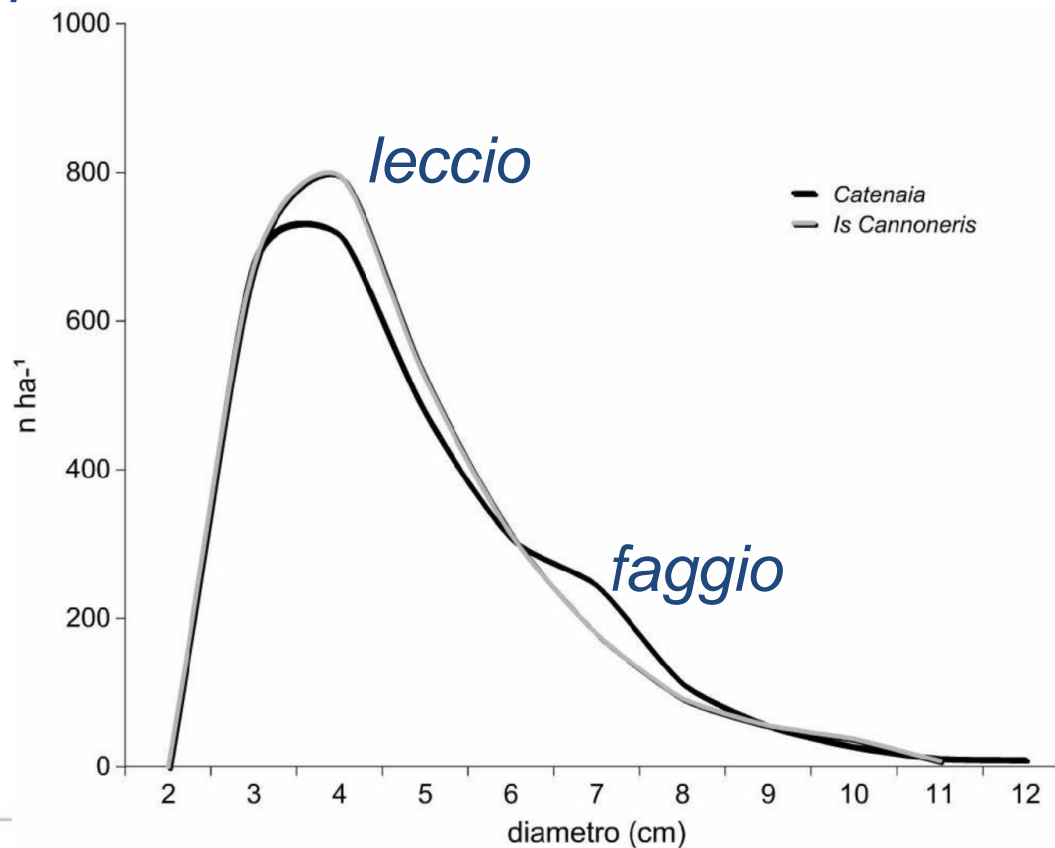 1000
800
600
400
200
0
n ha-¹
leccio
Catenaia
Is Cannoneris
faggio
2 3 4 5 6 7 8 9 10 11 12
diametro (cm)